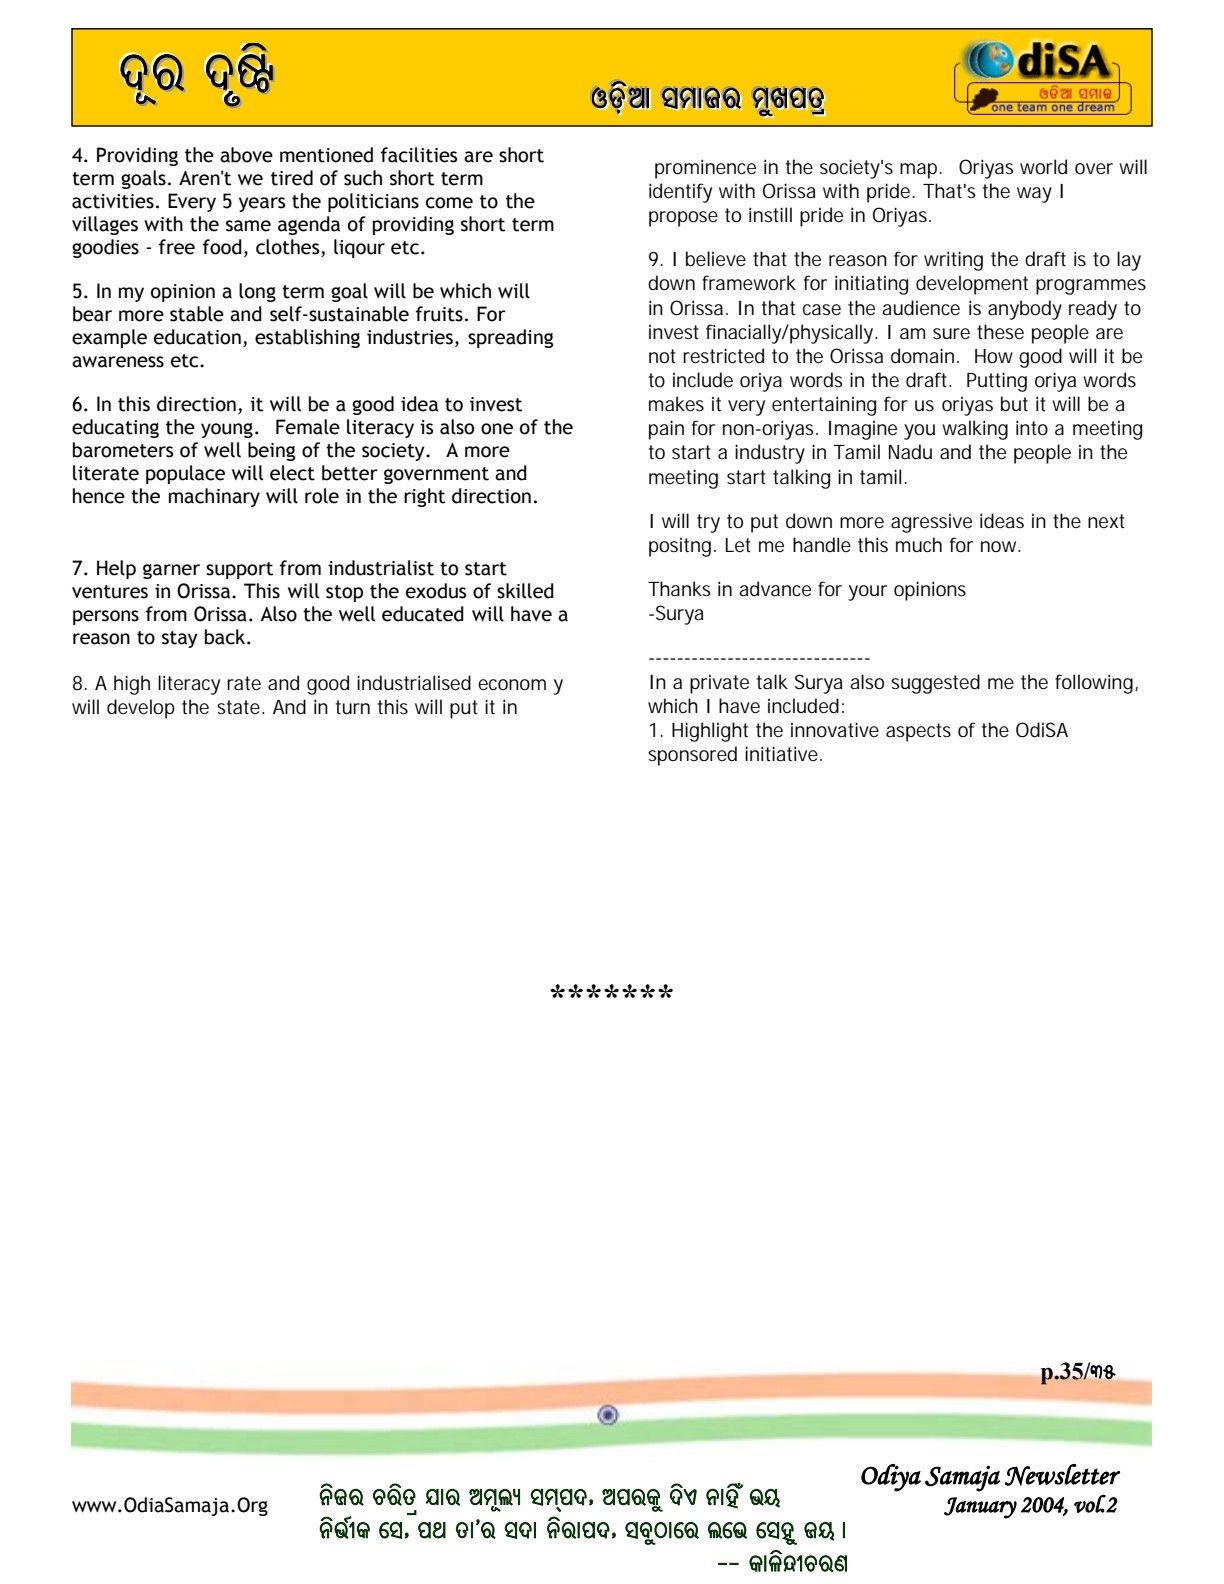 ଦୂର ଦୃଷ୍ଟି
ଓଡ଼ିଆ ସମାଜର ମୁଖପତ୍ର
OdiSA
ଓଡିଆ ସମାଜ
one team one dream
4. Providing the above mentioned facilities are short
term goals. Aren't we tired of such short term
activities. Every 5 years the politicians come to the
villages with the same agenda of providing short term
goodies - free food, clothes, liqour etc.
5. In my opinion a long term goal will be which will
bear more stable and self-sustainable fruits. For
example education, establishing industries, spreading
awareness etc.
6. In this direction, it will be a good idea to invest
educating the young.  Female literacy is also one of the
barometers of well being of the society.  A more
literate populace will elect better government and
hence the machinary will role in the right direction.
7. Help garner support from industrialist to start
ventures in Orissa. This will stop the exodus of skilled
persons from Orissa. Also the well educated will have a
reason to stay back.
8. A high literacy rate and good industrialised econom y
will develop the state. And in turn this will put it in
prominence in the society's map.  Oriyas world over will
identify with Orissa with pride. That's the way I
propose to instill pride in Oriyas.
9. I believe that the reason for writing the draft is to lay
down framework for initiating development programmes
in Orissa. In that case the audience is anybody ready to
invest finacially/physically. I am sure these people are
not restricted to the Orissa domain.  How good will it be
to include oriya words in the draft.  Putting oriya words
makes it very entertaining for us oriyas but it will be a
pain for non-oriyas. Imagine you walking into a meeting
to start a industry in Tamil Nadu and the people in the
meeting start talking in tamil.
I will try to put down more agressive ideas in the next
positng. Let me handle this much for now.
Thanks in advance for your opinions
-Surya
-------------------------------
In a private talk Surya also suggested me the following,
which I have included:
1. Highlight the innovative aspects of the OdiSA
sponsored initiative.
*******
p.35/୩୫
Odiya Samaja Newsletter
January 2004, vol.2
www.OdiaSamaja.Org
ନିଜର ଚରିତ୍ର ଯାର ଅମୂଲ୍ୟ ସମ୍ପଦ, ଅପରକୁ ଦିଏ ନାହିଁ ଭୟ
ନିର୍ଭୀକ ସେ, ପଥ ତା'ର ସଦା ନିରାପଦ, ସବୁଠାରେ ଲଭେ ସେହୁ ଜୟ ।
-- କାଳିନ୍ଦୀଚରଣ